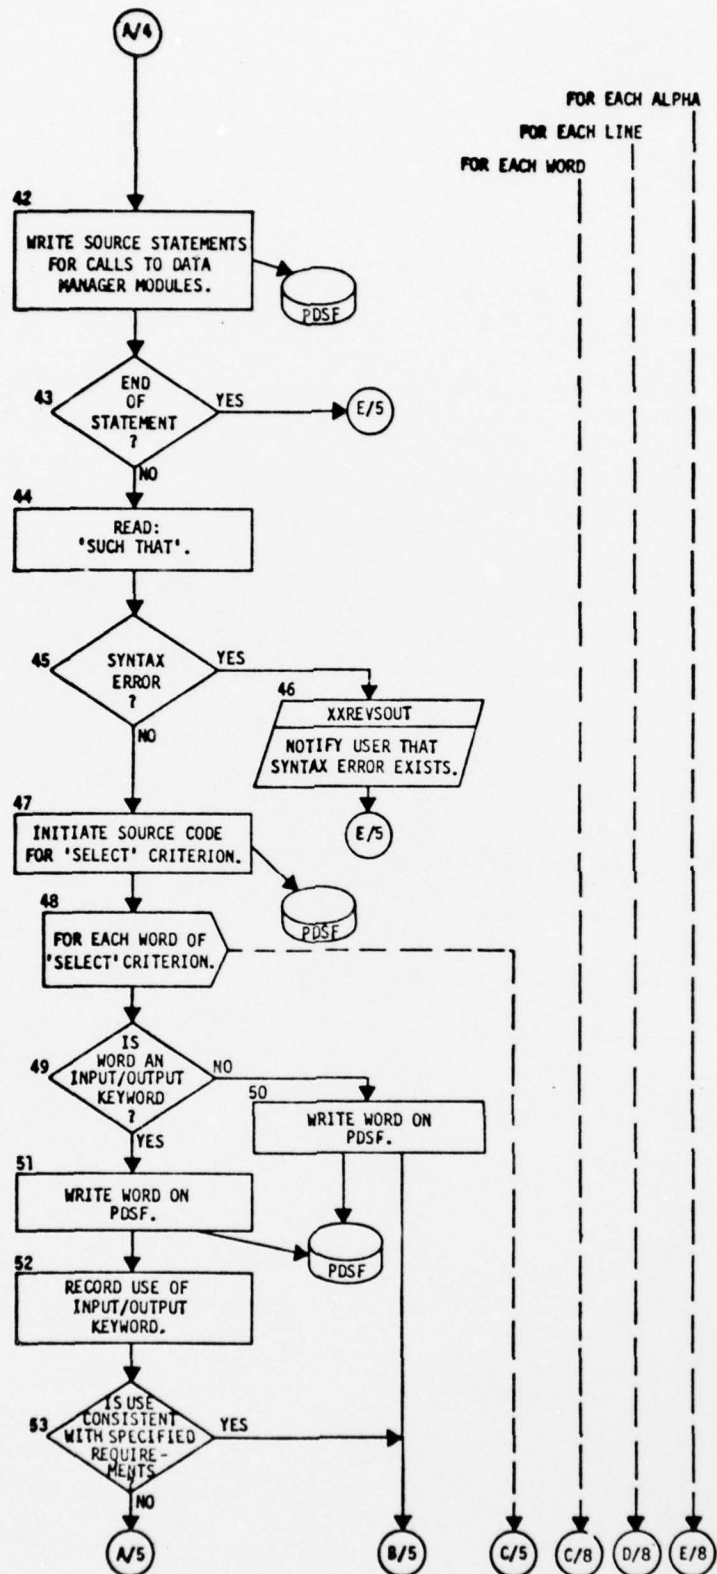 A/4
FOR EACH ALPHA
FOR EACH LINE
FOR EACH WORD
42
WRITE SOURCE STATEMENTS
FOR CALLS TO DATA
MANAGER MODULES.
PDSF
43
END
OF
STATEMENT
?
YES
E/5
NO
44
READ:
'SUCH THAT'.
45
SYNTAX
ERROR
?
YES
NO
46
XXREVSOUT
NOTIFY USER THAT
SYNTAX ERROR EXISTS.
E/5
47
INITIATE SOURCE CODE
FOR 'SELECT' CRITERION.
PDSF
48
FOR EACH WORD OF
'SELECT' CRITERION.
49
IS
WORD AN
INPUT/OUTPUT
KEYWORD
?
NO
YES
50
WRITE WORD ON
PDSF.
51
WRITE WORD ON
PDSF.
PDSF
52
RECORD USE OF
INPUT/OUTPUT
KEYWORD.
53
IS USE
CONSISTENT
WITH SPECIFIED
REQUIRE-
MENTS
?
YES
NO
A/5
B/5
C/5
C/8
D/8
E/8